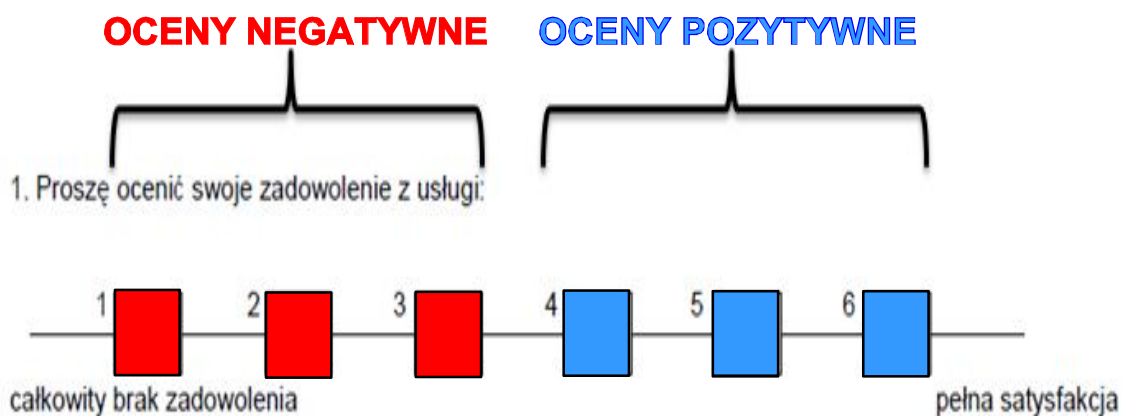 OCENY NEGATYWNE OCENY POZYTYWNE
1. Proszę ocenić swoje zadowolenie z usługi:
1 2 3 4 5 6
całkowity brak zadowolenia pełna satysfakcja